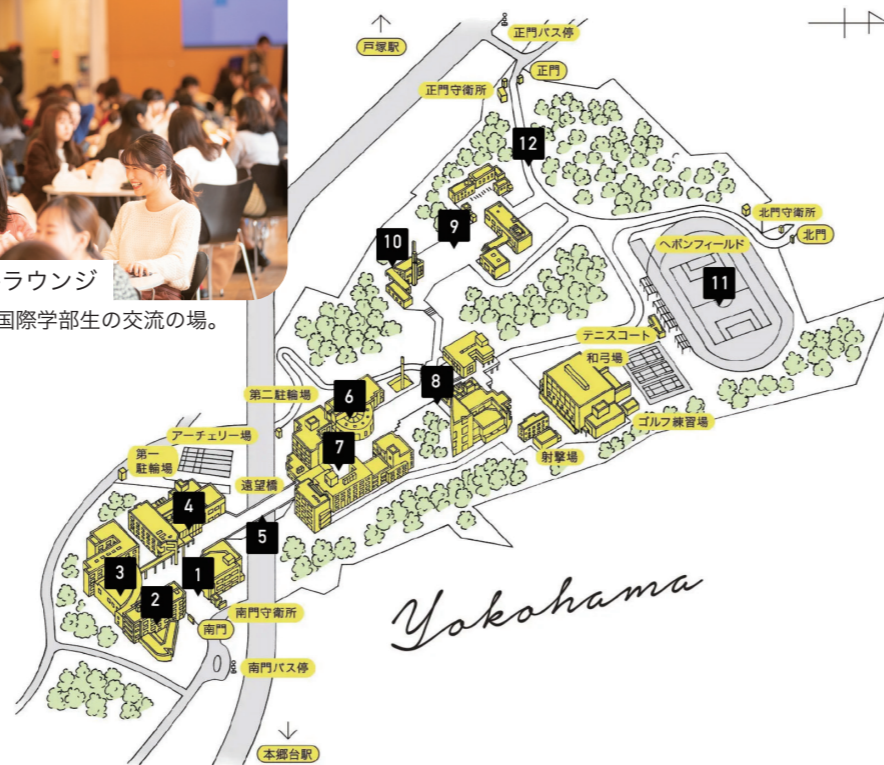 ラウンジ
国際学部生の交流の場。
戸塚駅
正門バス停
正門
正門守衛所
12
北門守衛所
北門
9
10
ヘボンフィールド
11
テニスコート
和弓場
第二駐輪場
6
8
ゴルフ練習場
アーチェリー場
7
射撃場
第一
駐輪場
遠望橋
4
5
3
1
2
南門守衛所
南門
南門バス停
本郷台駅
Yokohama